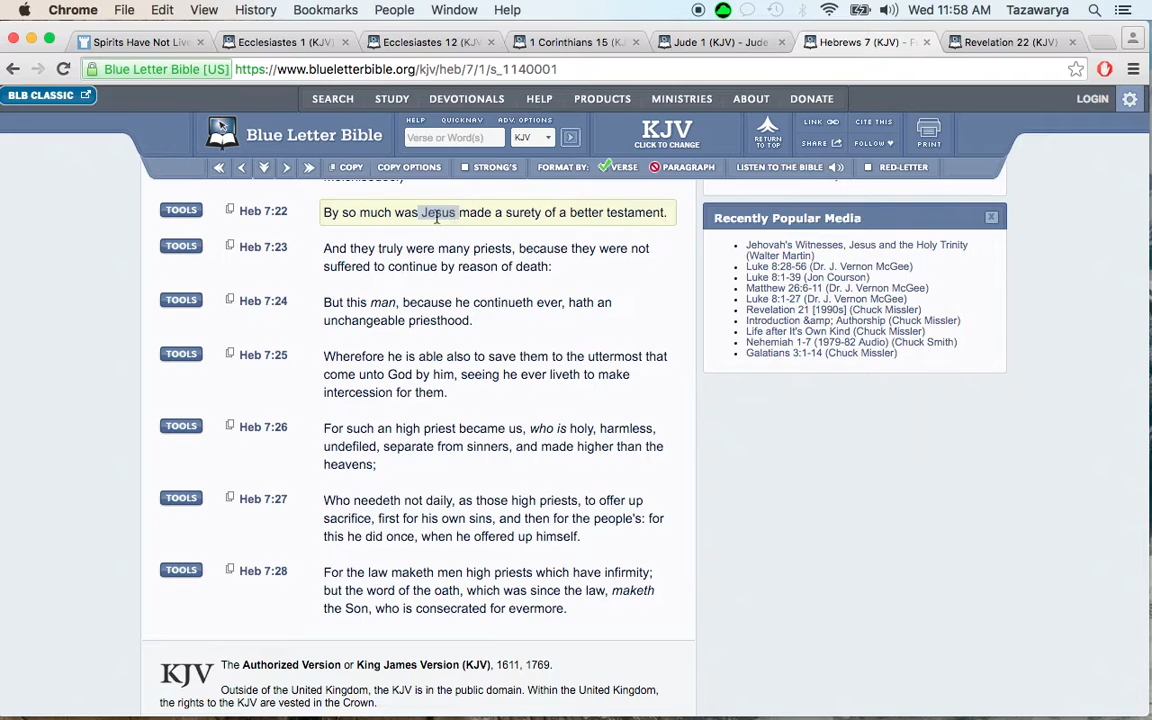 Chrome File Edit View History Bookmarks People Window Help Wed 11:58 AM Tazawarya
Spirits Have Not Live Ecclesiastes 1 (KJV) Ecclesiastes 12 (KJV) 1 Corinthians 15 (K Jude 1 (KJV) - Jude Hebrews 7 (KJV) - F Revelation 22 (KJV)
Blue Letter Bible [US] https://www.blueletterbible.org/kjv/heb/7/1/s_1140001
BLB CLASSIC SEARCH STUDY DEVOTIONALS HELP PRODUCTS MINISTRIES ABOUT DONATE LOGIN
HELP QUICKNAV ADV. OPTIONS
Blue Letter Bible Verse or Word(s) KJV
KJV
CLICK TO CHANGE
RETURN TO TOP
LINK CITE THIS
SHARE FOLLOW
PRINT
COPY COPY OPTIONS STRONG'S FORMAT BY: VERSE PARAGRAPH LISTEN TO THE BIBLE RED-LETTER
TOOLS Heb 7:22 By so much was Jesus made a surety of a better testament.
TOOLS Heb 7:23 And they truly were many priests, because they were not
suffered to continue by reason of death:
TOOLS Heb 7:24 But this man, because he continueth ever, hath an
unchangeable priesthood.
TOOLS Heb 7:25 Wherefore he is able also to save them to the uttermost that
come unto God by him, seeing he ever liveth to make
intercession for them.
TOOLS Heb 7:26 For such an high priest became us, who is holy, harmless,
undefiled, separate from sinners, and made higher than the
heavens;
TOOLS Heb 7:27 Who needeth not daily, as those high priests, to offer up
sacrifice, first for his own sins, and then for the people's: for
this he did once, when he offered up himself.
TOOLS Heb 7:28 For the law maketh men high priests which have infirmity;
but the word of the oath, which was since the law, maketh
the Son, who is consecrated for evermore.
KJV The Authorized Version or King James Version (KJV), 1611, 1769.
Outside of the United Kingdom, the KJV is in the public domain. Within the United Kingdom,
the rights to the KJV are vested in the Crown.
Recently Popular Media
Jehovah's Witnesses, Jesus and the Holy Trinity
(Walter Martin)
Luke 8:28-56 (Dr. J. Vernon McGee)
Luke 8:1-39 (Jon Courson)
Matthew 26:6-11 (Dr. J. Vernon McGee)
Luke 8:1-27 (Dr. J. Vernon McGee)
Revelation 21 [1990s] (Chuck Missler)
Introduction &amp; Authorship (Chuck Missler)
Life after It's Own Kind (Chuck Missler)
Nehemiah 1-7 (1979-82 Audio) (Chuck Smith)
Galatians 3:1-14 (Chuck Missler)